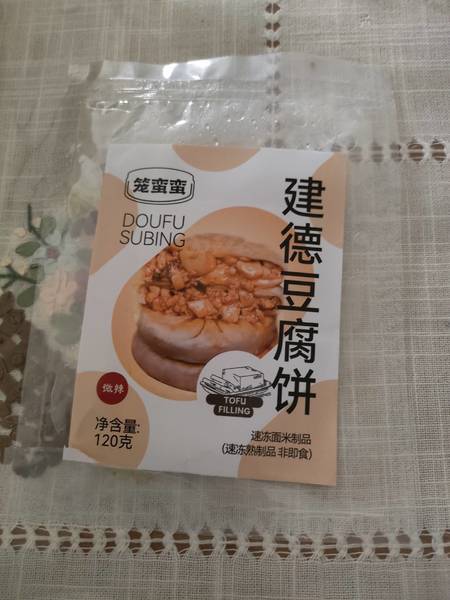 笼蛮蛮
DOUFU
SUBING
建德豆腐饼
微辣
TOFU
FILLING
净含量:
120克
速冻面米制品
(速冻熟制品 非即食)